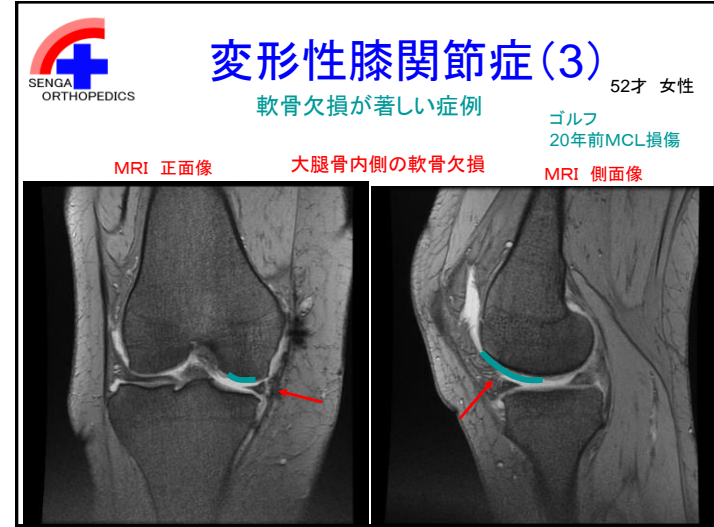 SENGA
ORTHOPEDICS
変形性膝関節症(3)
52才 女性
軟骨欠損が著しい症例
ゴルフ
20年前MCL損傷
MRI 正面像
大腿骨内側の軟骨欠損
MRI 側面像